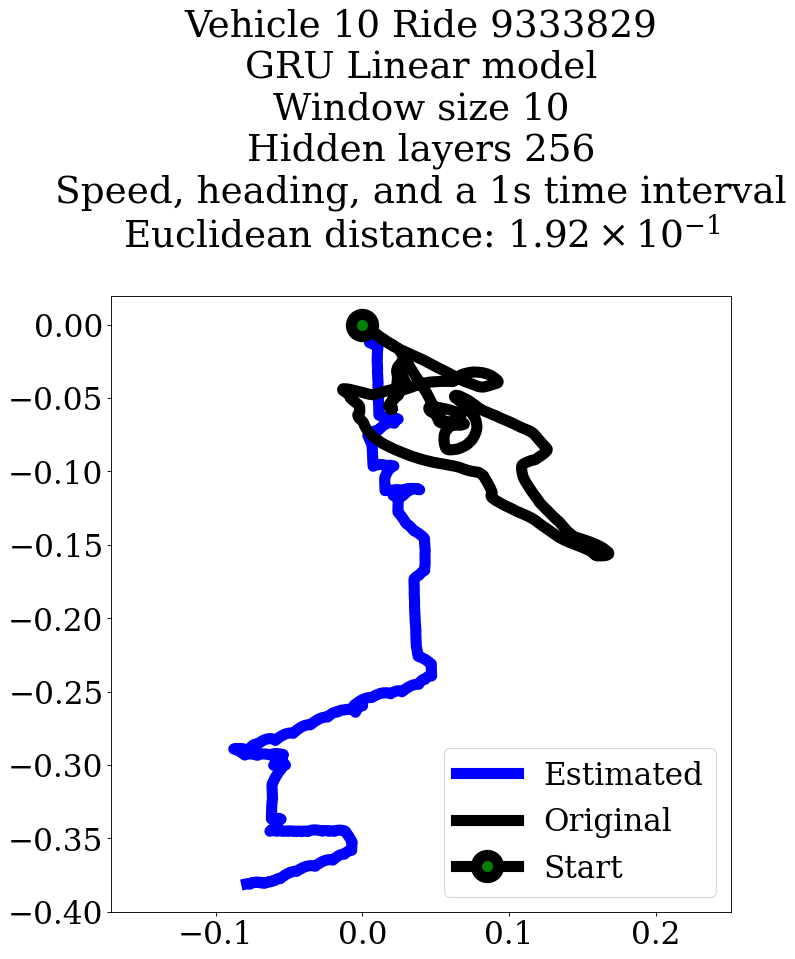 Vehicle 10 Ride 9333829
GRU Linear model
Window size 10
Hidden layers 256
Speed, heading, and a 1s time interval
Euclidean distance: 1.92 × 10⁻¹
0.00
−0.05
−0.10
−0.15
−0.20
−0.25
−0.30
−0.35
−0.40
Estimated
Original
Start
−0.1
0.0
0.1
0.2